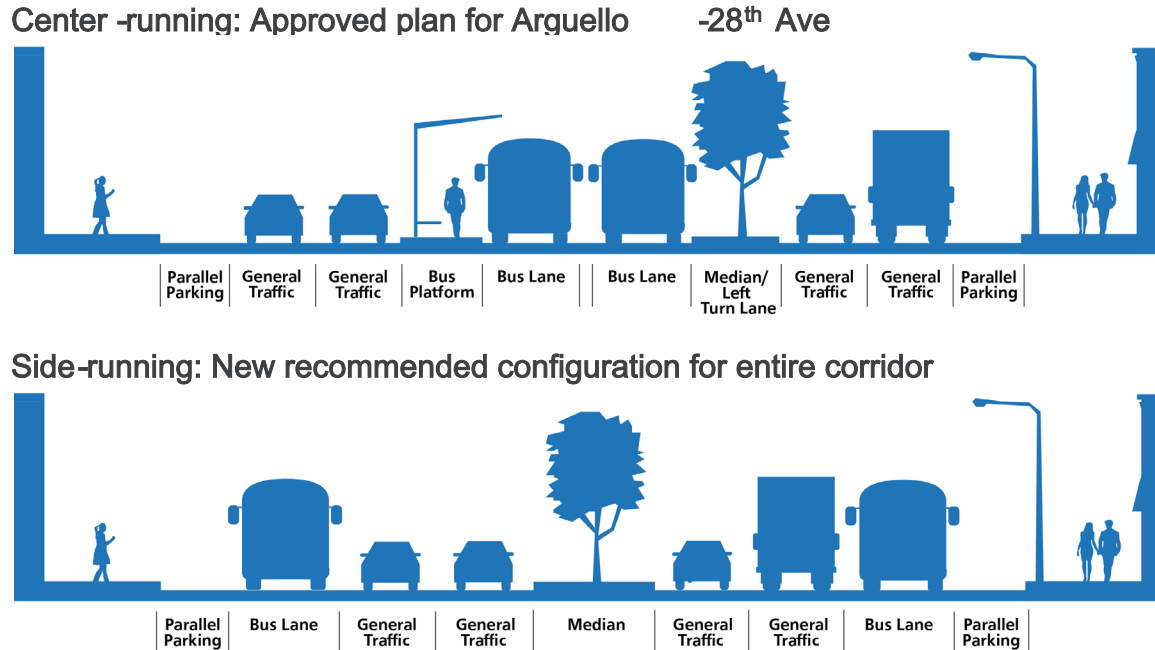 Center -running: Approved plan for Arguello -28th Ave
Parallel Parking
General Traffic
General Traffic
Bus Platform
Bus Lane
Bus Lane
Median/ Left Turn Lane
General Traffic
General Traffic
Parallel Parking
Side-running: New recommended configuration for entire corridor
Parallel Parking
Bus Lane
General Traffic
General Traffic
Median
General Traffic
General Traffic
Bus Lane
Parallel Parking